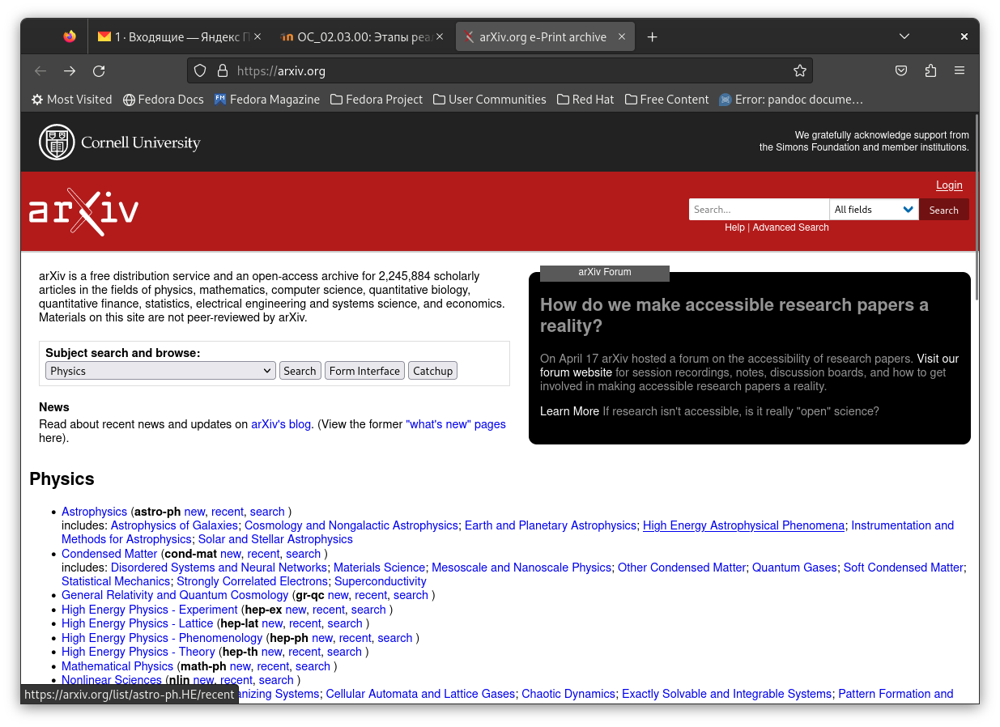 1 · Входящие — Яндекс П
ОС_02.03.00: Этапы реа
arXiv.org e-Print archive
https://arxiv.org
Most Visited
Fedora Docs
Fedora Magazine
Fedora Project
User Communities
Red Hat
Free Content
Error: pandoc docume…
Cornell University
We gratefully acknowledge support from
the Simons Foundation and member institutions.
arXiv
Login
Search...
All fields
Search
Help | Advanced Search
arXiv is a free distribution service and an open-access archive for 2,245,884 scholarly
articles in the fields of physics, mathematics, computer science, quantitative biology,
quantitative finance, statistics, electrical engineering and systems science, and economics.
Materials on this site are not peer-reviewed by arXiv.
Subject search and browse:
Physics
Search
Form Interface
Catchup
News
Read about recent news and updates on arXiv's blog. (View the former "what's new" pages
here).
arXiv Forum
How do we make accessible research papers a
reality?
On April 17 arXiv hosted a forum on the accessibility of research papers. Visit our
forum website for session recordings, notes, discussion boards, and how to get
involved in making accessible research papers a reality.
Learn More If research isn't accessible, is it really "open" science?
Physics
Astrophysics (astro-ph new, recent, search )
includes: Astrophysics of Galaxies; Cosmology and Nongalactic Astrophysics; Earth and Planetary Astrophysics; High Energy Astrophysical Phenomena; Instrumentation and
Methods for Astrophysics; Solar and Stellar Astrophysics
Condensed Matter (cond-mat new, recent, search )
includes: Disordered Systems and Neural Networks; Materials Science; Mesoscale and Nanoscale Physics; Other Condensed Matter; Quantum Gases; Soft Condensed Matter;
Statistical Mechanics; Strongly Correlated Electrons; Superconductivity
General Relativity and Quantum Cosmology (gr-qc new, recent, search )
High Energy Physics - Experiment (hep-ex new, recent, search )
High Energy Physics - Lattice (hep-lat new, recent, search )
High Energy Physics - Phenomenology (hep-ph new, recent, search )
High Energy Physics - Theory (hep-th new, recent, search )
Mathematical Physics (math-ph new, recent, search )
Nonlinear Sciences (nlin new, recent, search )
anizing Systems; Cellular Automata and Lattice Gases; Chaotic Dynamics; Exactly Solvable and Integrable Systems; Pattern Formation and
https://arxiv.org/list/astro-ph.HE/recent